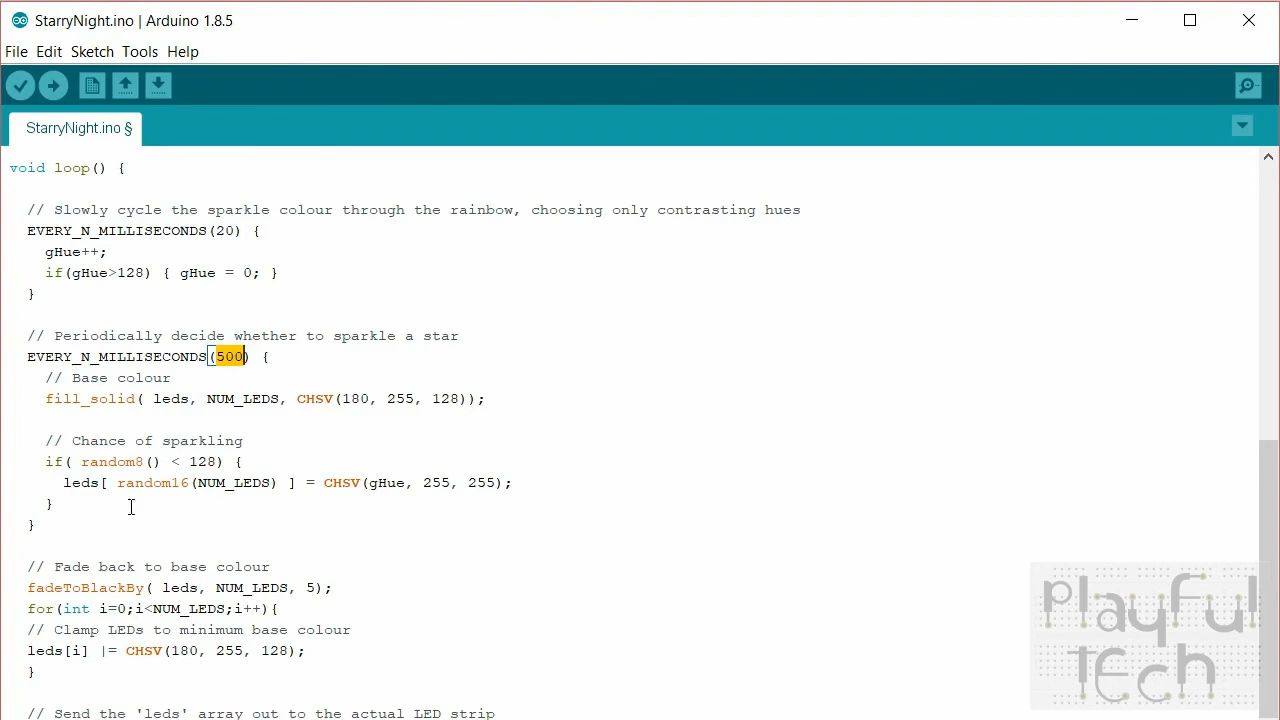 StarryNight.ino | Arduino 1.8.5
File Edit Sketch Tools Help
StarryNight.ino §
void loop() {
// Slowly cycle the sparkle colour through the rainbow, choosing only contrasting hues
EVERY_N_MILLISECONDS(20) {
gHue++;
if(gHue>128) { gHue = 0; }
}
// Periodically decide whether to sparkle a star
EVERY_N_MILLISECONDS(500) {
// Base colour
fill_solid( leds, NUM_LEDS, CHSV(180, 255, 128));
// Chance of sparkling
if( random8() < 128) {
leds[ random16(NUM_LEDS) ] = CHSV(gHue, 255, 255);
}
}
// Fade back to base colour
fadeToBlackBy( leds, NUM_LEDS, 5);
for(int i=0;i<NUM_LEDS;i++){
// Clamp LEDs to minimum base colour
leds[i] |= CHSV(180, 255, 128);
}
// Send the 'leds' array out to the actual LED strip
playful
tech